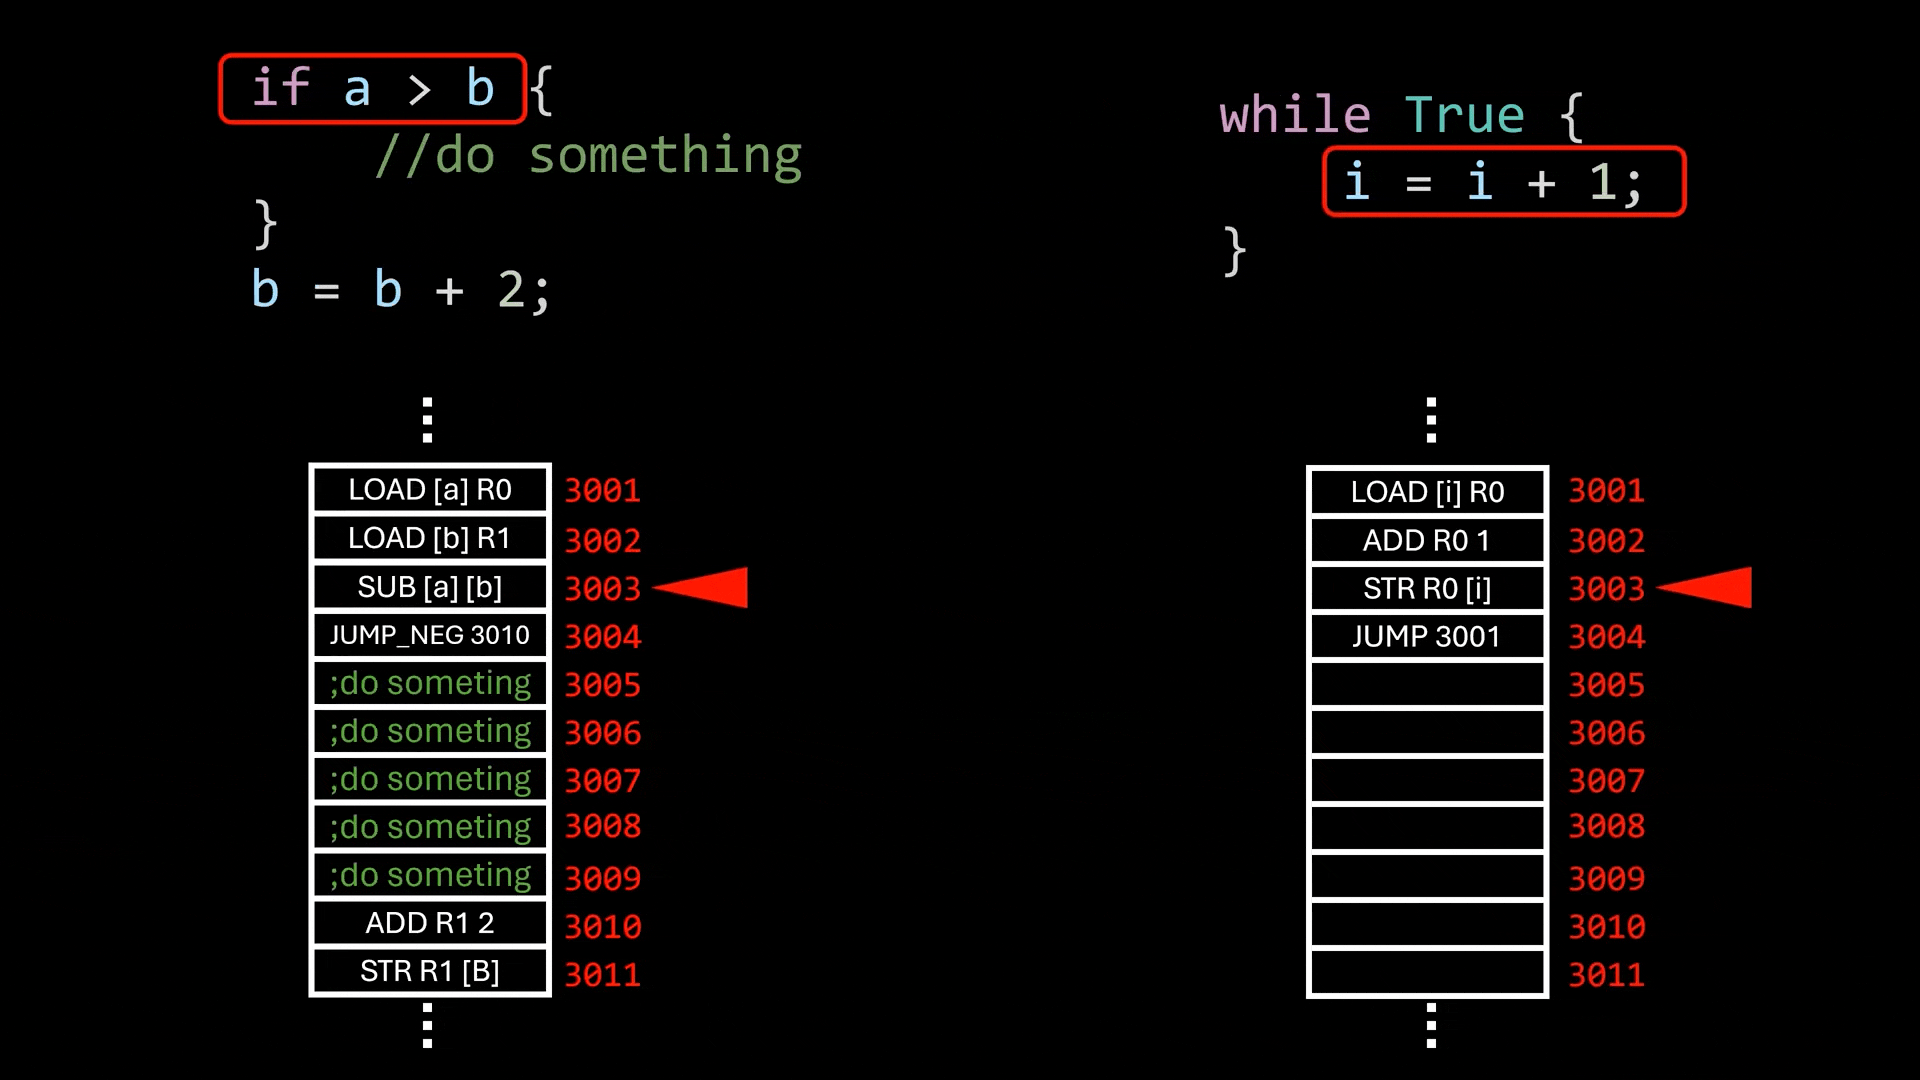 if a > b {
//do something
}
b = b + 2;
LOAD [a] R0 3001
LOAD [b] R1 3002
SUB [a] [b] 3003
JUMP_NEG 3010 3004
;do someting 3005
;do someting 3006
;do someting 3007
;do someting 3008
;do someting 3009
ADD R1 2 3010
STR R1 [B] 3011
while True {
i = i + 1;
}
LOAD [i] R0 3001
ADD R0 1 3002
STR R0 [i] 3003
JUMP 3001 3004
3005
3006
3007
3008
3009
3010
3011